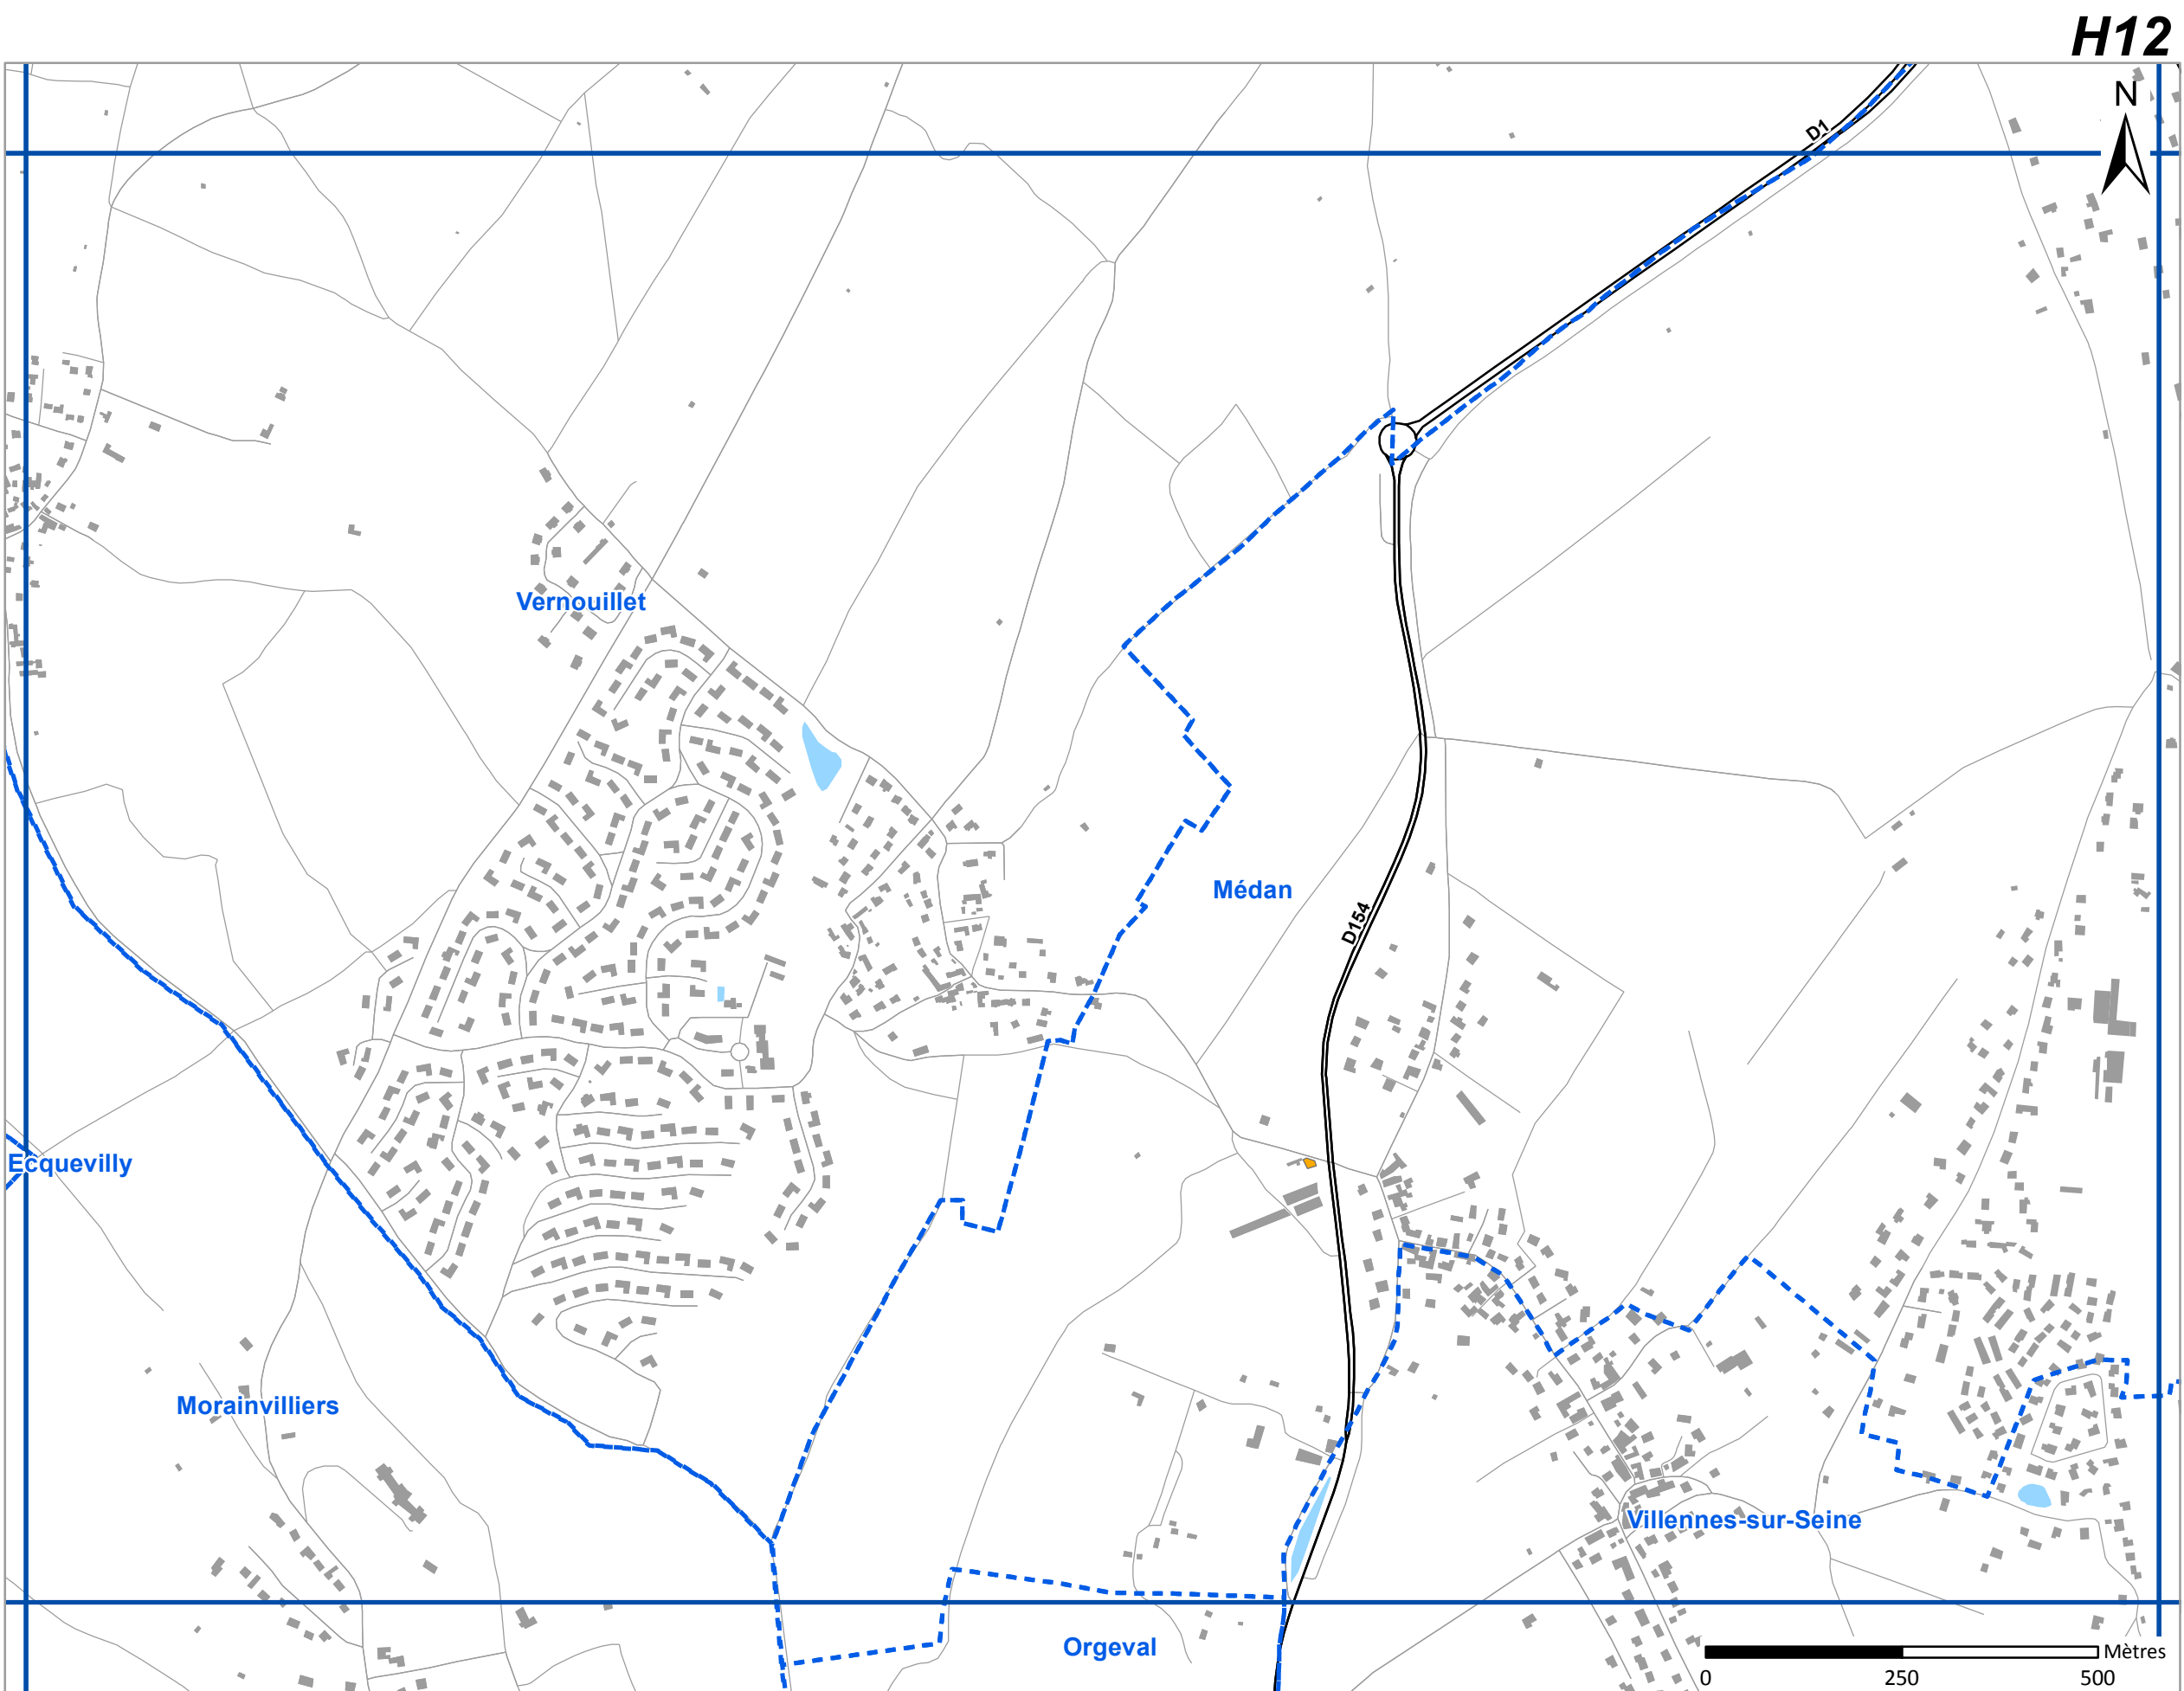 H12
N
D1
Vernouillet
Médan
D154
Ecquevilly
Morainvilliers
Villennes-sur-Seine
Orgeval
Mètres
0 250 500